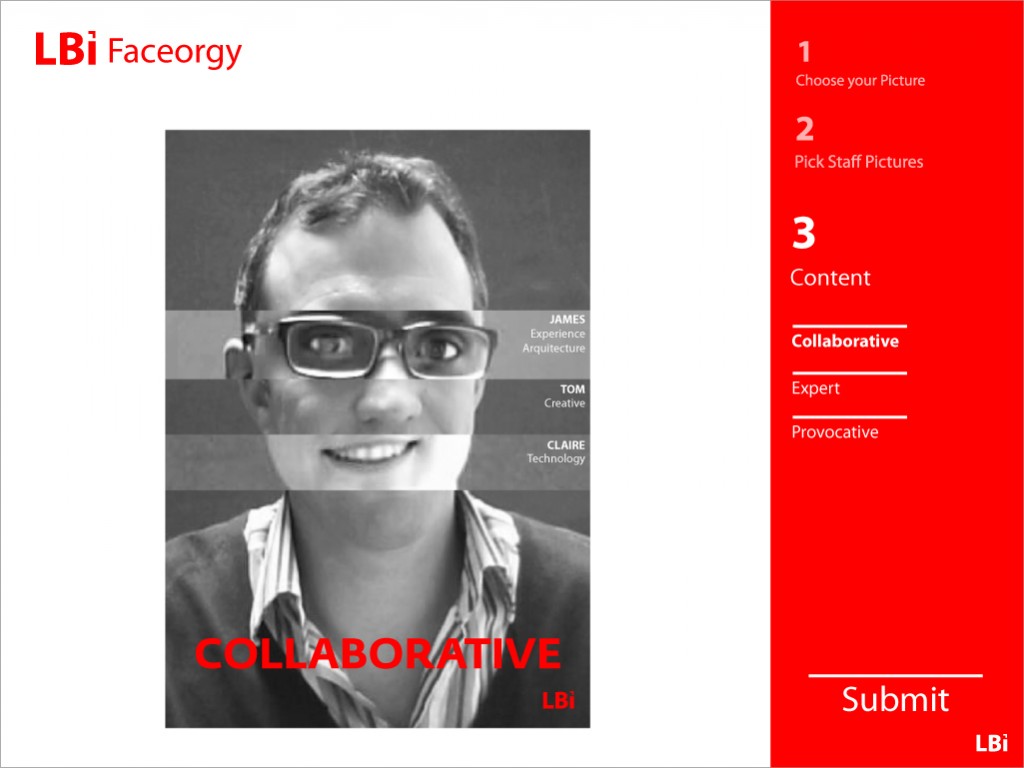 LBi Faceorgy
JAMES
Experience
Arquitecture
TOM
Creative
CLAIRE
Technology
COLLABORATIVE
LBi
1
Choose your Picture
2
Pick Staff Pictures
3
Content
Collaborative
Expert
Provocative
Submit
LBi